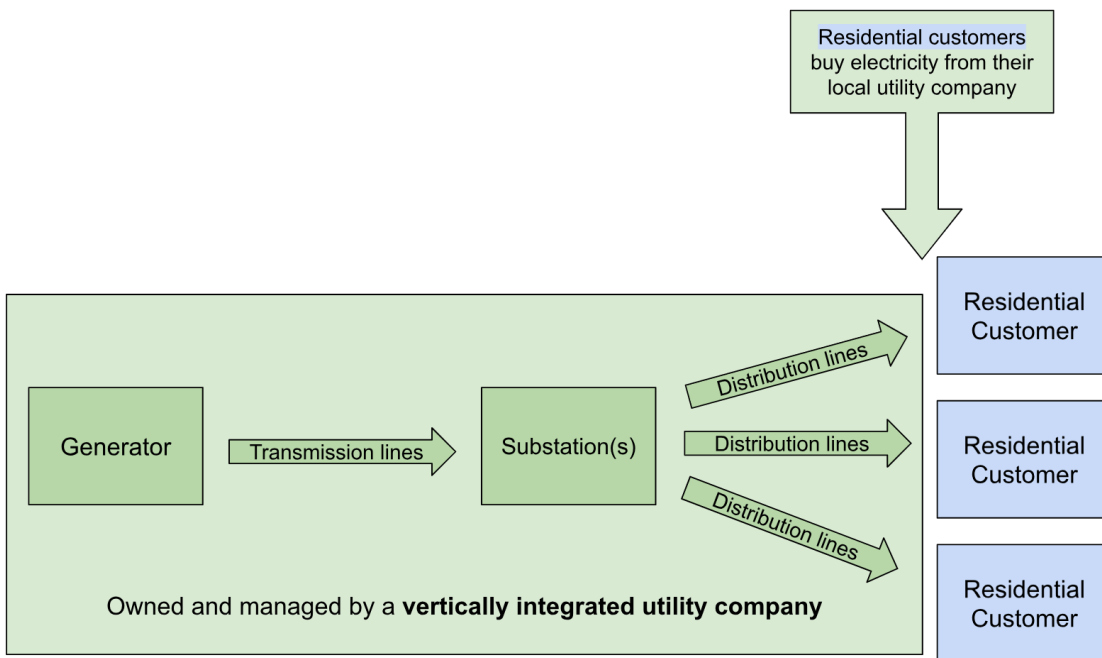 Residential customers
buy electricity from their
local utility company
Residential
Customer
Distribution lines
Generator
Transmission lines
Substation(s)
Distribution lines
Residential
Customer
Distribution lines
Residential
Customer
Owned and managed by a vertically integrated utility company